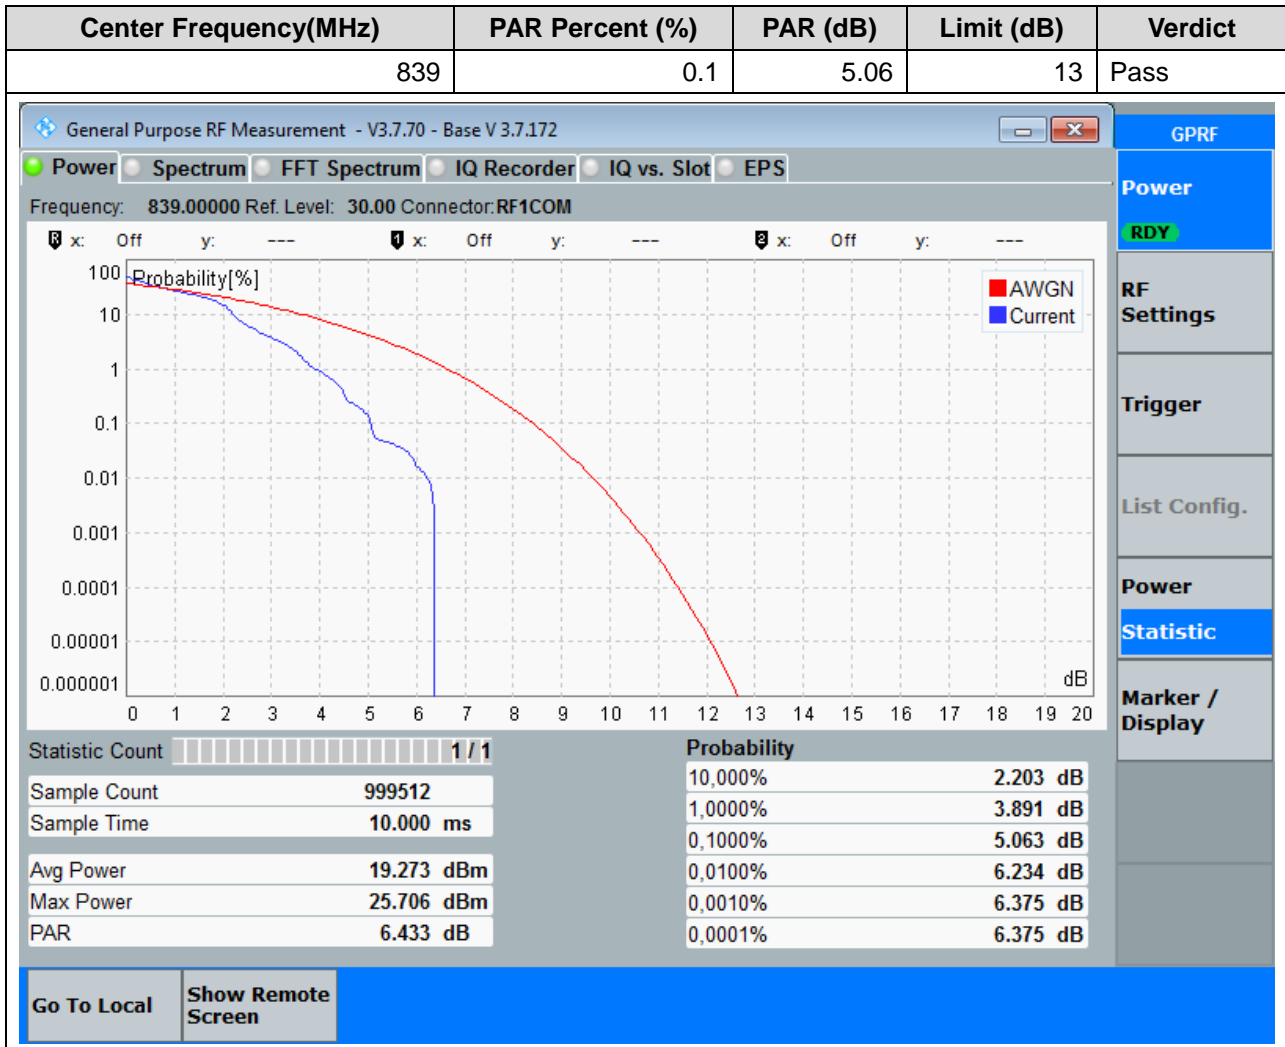 Center Frequency(MHz) PAR Percent (%) PAR (dB) Limit (dB) Verdict
839 0.1 5.06 13 Pass
General Purpose RF Measurement - V3.7.70 - Base V 3.7.172
GPRF
Power Spectrum FFT Spectrum IQ Recorder IQ vs. Slot EPS
Frequency: 839.00000 Ref. Level: 30.00 Connector: RF1COM
R x: Off y: --- 1 x: Off y: --- 2 x: Off y: ---
Probability[%]
AWGN
Current
100
10
1
0.1
0.01
0.001
0.0001
0.00001
0.000001
dB
0 1 2 3 4 5 6 7 8 9 10 11 12 13 14 15 16 17 18 19 20
Statistic Count 1 / 1
Sample Count 999512
Sample Time 10.000 ms
Avg Power 19.273 dBm
Max Power 25.706 dBm
PAR 6.433 dB
Probability
10,000% 2.203 dB
1,0000% 3.891 dB
0,1000% 5.063 dB
0,0100% 6.234 dB
0,0010% 6.375 dB
0,0001% 6.375 dB
Power
RDY
RF
Settings
Trigger
List Config.
Power
Statistic
Marker /
Display
Go To Local
Show Remote
Screen